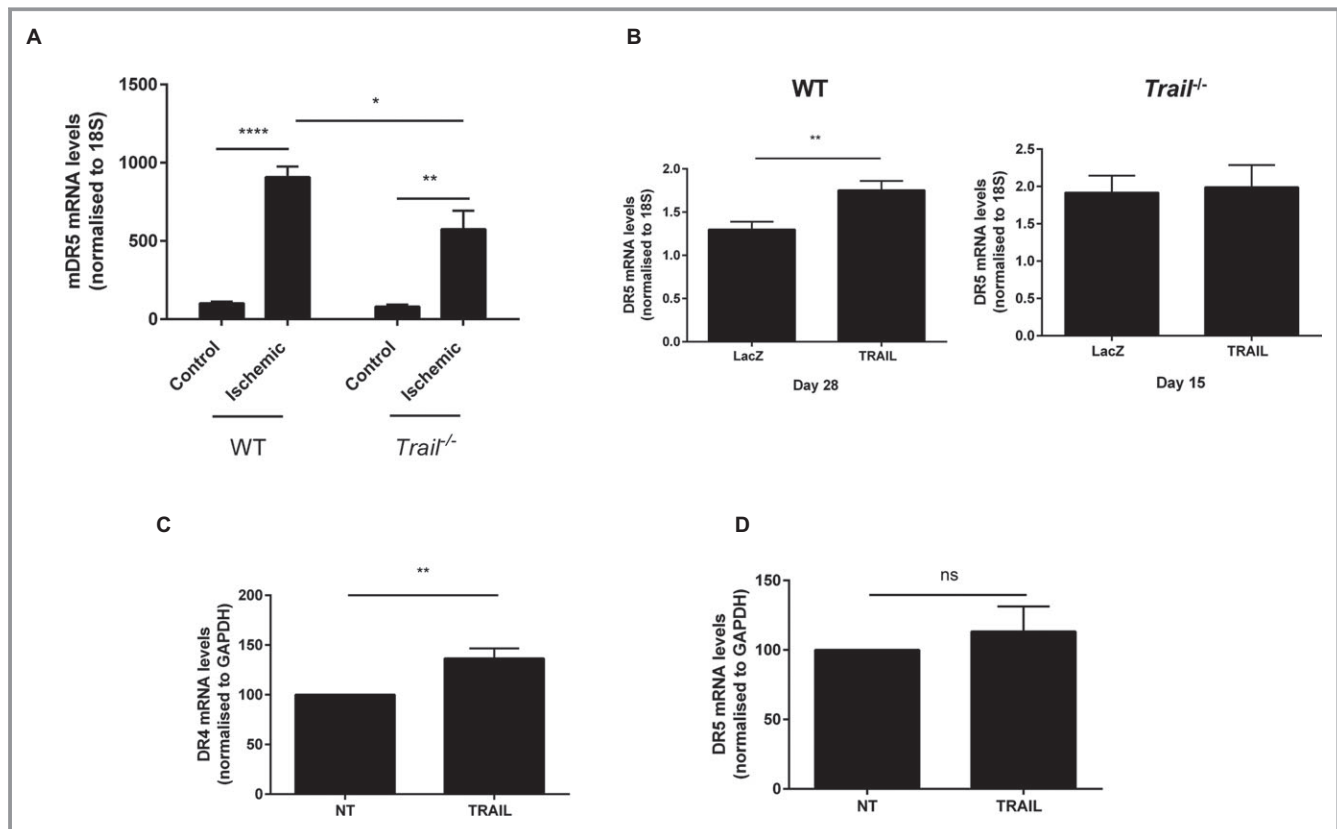 A
mDR5 mRNA levels
(normalised to 18S)
1500
1000
500
0
****
*
**
Control
Ischemic
Control
Ischemic
WT
Trail-/-
B
WT
DR5 mRNA levels
(normalised to 18S)
2.0
1.5
1.0
0.5
0.0
**
LacZ
TRAIL
Day 28
Trail-/-
DR5 mRNA levels
(normalised to 18S)
2.5
2.0
1.5
1.0
0.5
0.0
LacZ
TRAIL
Day 15
C
DR4 mRNA levels
(normalised to GAPDH)
200
150
100
50
0
**
NT
TRAIL
D
DR5 mRNA levels
(normalised to GAPDH)
150
100
50
0
ns
NT
TRAIL